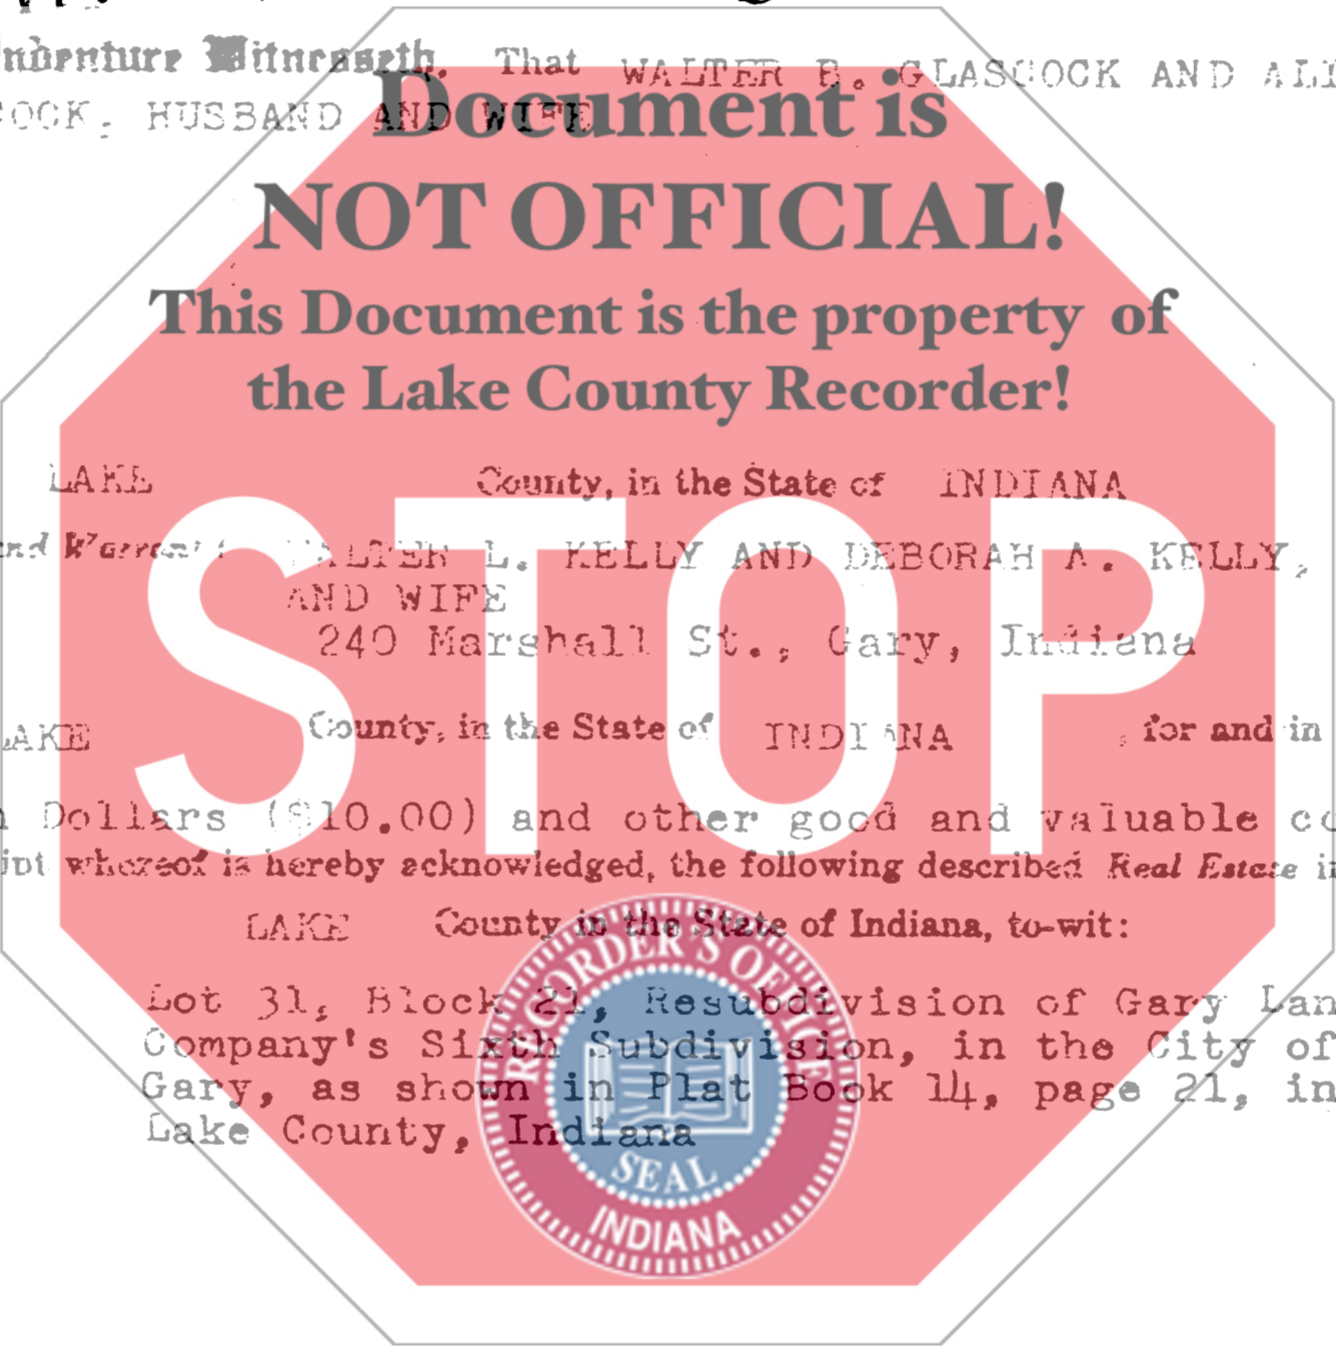 Indenture Witnesseth, That WALTER B. GLASCOCK AND ALI
COCK, HUSBAND AND WIFE
Document is
NOT OFFICIAL!
This Document is the property of
the Lake County Recorder!
LAKE County, in the State of INDIANA
and Warrant WALTER L. KELLY AND DEBORAH A. KELLY,
AND WIFE
240 Marshall St., Gary, Indiana
LAKE County, in the State of INDIANA , for and in
Dollars ($10.00) and other good and valuable co
ipt whereof is hereby acknowledged, the following described Real Estate in
STOP
LAKE County in the State of Indiana, to-wit:
Lot 31, Block 21, Resubdivision of Gary Lan
Company's Sixth Subdivision, in the City of
Gary, as shown in Plat Book 14, page 21, in
Lake County, Indiana
RECORDER'S OFFICE
SEAL
INDIANA